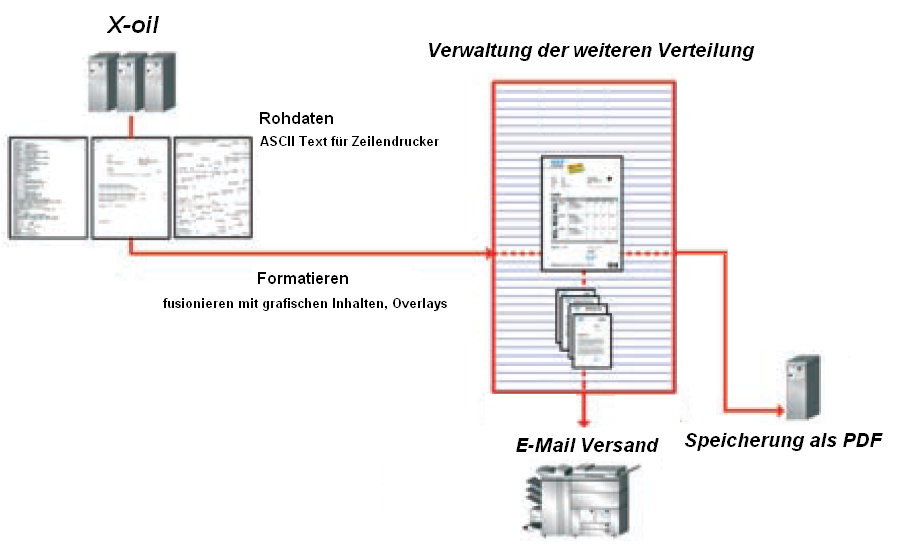 X-oil
Verwaltung der weiteren Verteilung
Rohdaten
ASCII Text für Zeilendrucker
Formatieren
fusionieren mit grafischen Inhalten, Overlays
E-Mail Versand
Speicherung als PDF